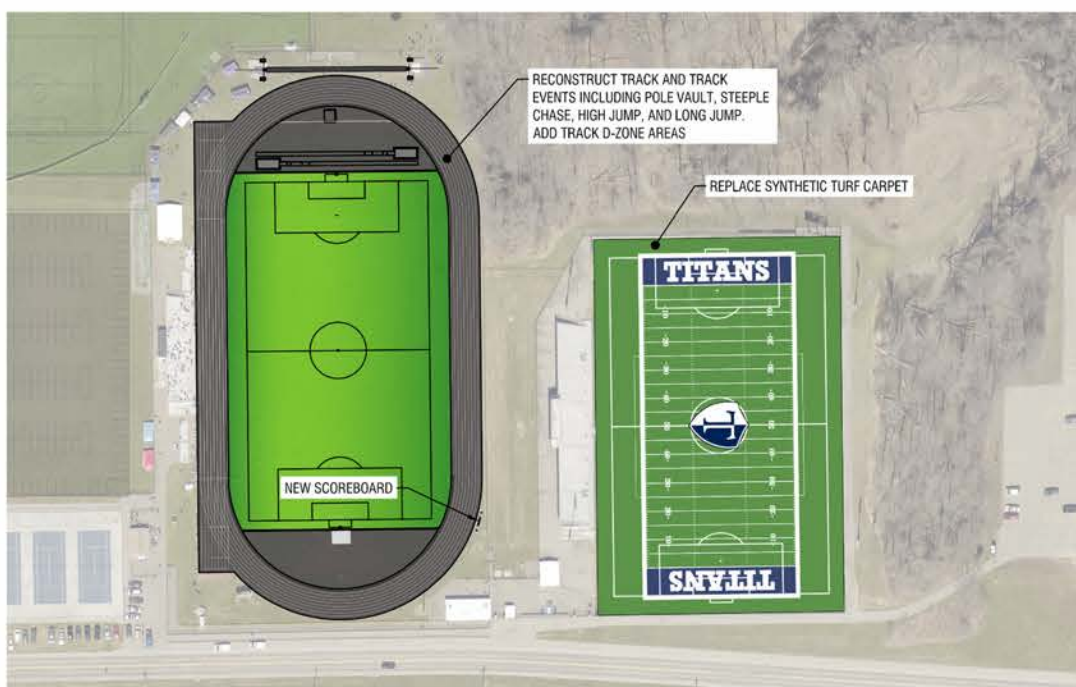 RECONSTRUCT TRACK AND TRACK
EVENTS INCLUDING POLE VAULT, STEEPLE
CHASE, HIGH JUMP, AND LONG JUMP.
ADD TRACK D-ZONE AREAS
REPLACE SYNTHETIC TURF CARPET
TITANS
NEW SCOREBOARD
TITANS